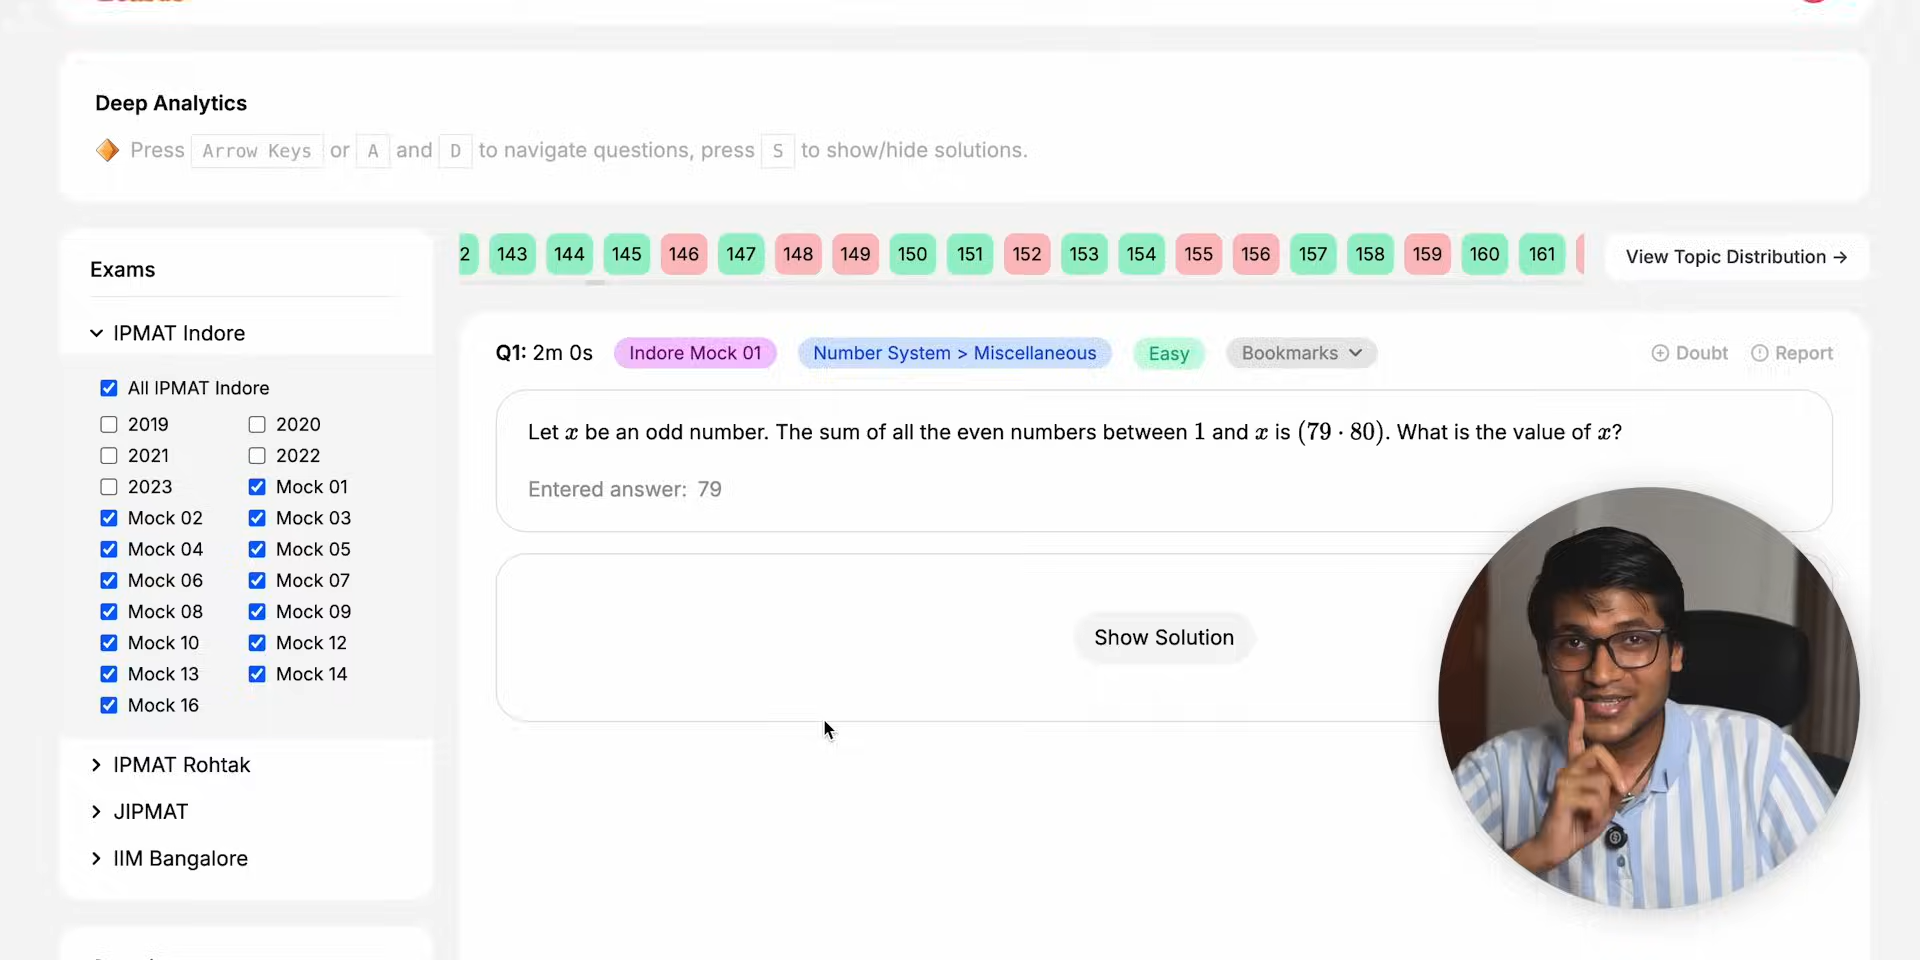 Deep Analytics
Press Arrow Keys or A and D to navigate questions, press S to show/hide solutions.
Exams
IPMAT Indore
All IPMAT Indore
2019 2020
2021 2022
2023 Mock 01
Mock 02 Mock 03
Mock 04 Mock 05
Mock 06 Mock 07
Mock 08 Mock 09
Mock 10 Mock 12
Mock 13 Mock 14
Mock 16
IPMAT Rohtak
JIPMAT
IIM Bangalore
2 143 144 145 146 147 148 149 150 151 152 153 154 155 156 157 158 159 160 161
View Topic Distribution →
Q1: 2m 0s Indore Mock 01 Number System > Miscellaneous Easy Bookmarks Doubt Report
Let x be an odd number. The sum of all the even numbers between 1 and x is (79 · 80). What is the value of x?
Entered answer: 79
Show Solution